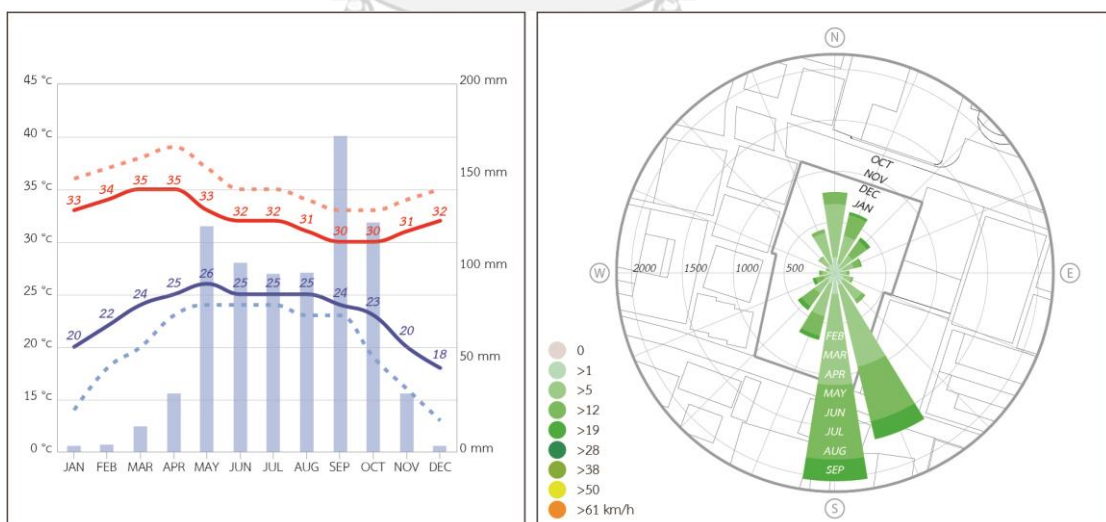 45 °c
200 mm
40 °c
35 °c
150 mm
30 °c
25 °c
100 mm
20 °c
50 mm
15 °c
0 °c
0 mm
33
34
35
35
33
32
32
31
30
30
31
32
20
22
24
25
26
25
25
25
24
23
20
18
JAN FEB MAR APR MAY JUN JUL AUG SEP OCT NOV DEC
N
OCT
NOV
DEC
JAN
W
2000 1500 1000 500
E
FEB
MAR
APR
MAY
JUN
JUL
AUG
SEP
S
0
>1
>5
>12
>19
>28
>38
>50
>61 km/h